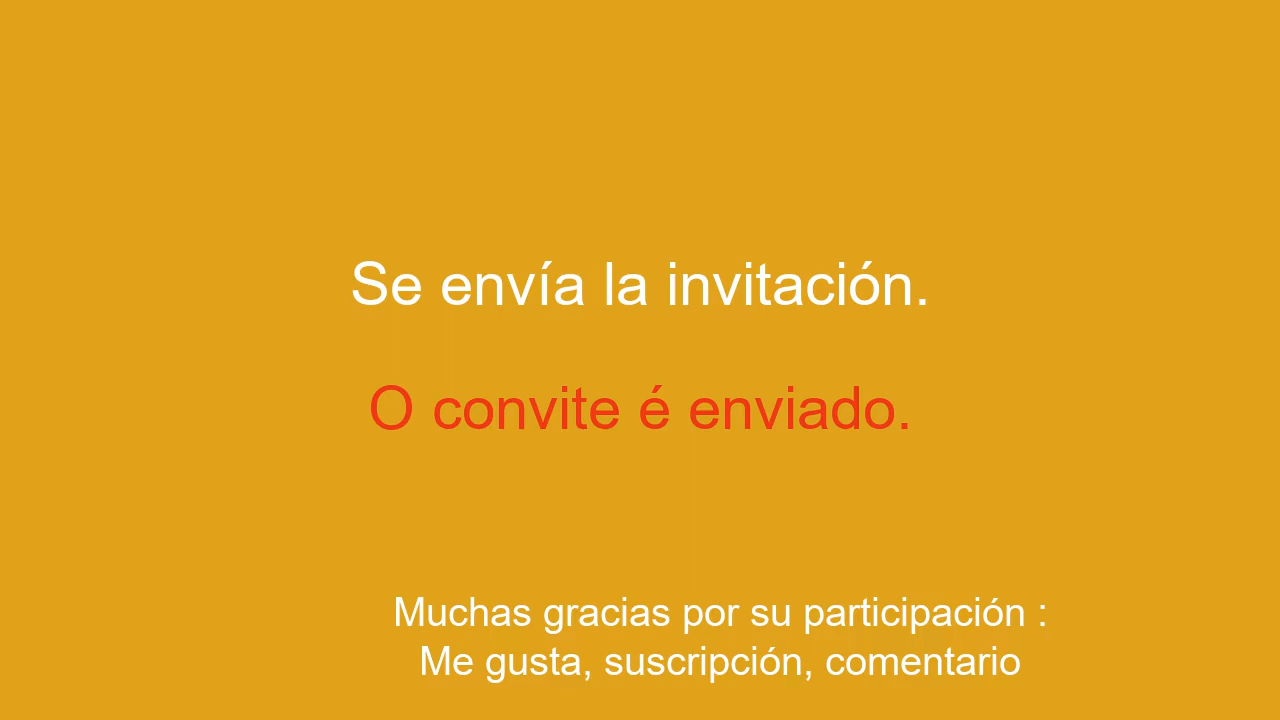 Se envía la invitación.
O convite é enviado.
Muchas gracias por su participación :
Me gusta, suscripción, comentario